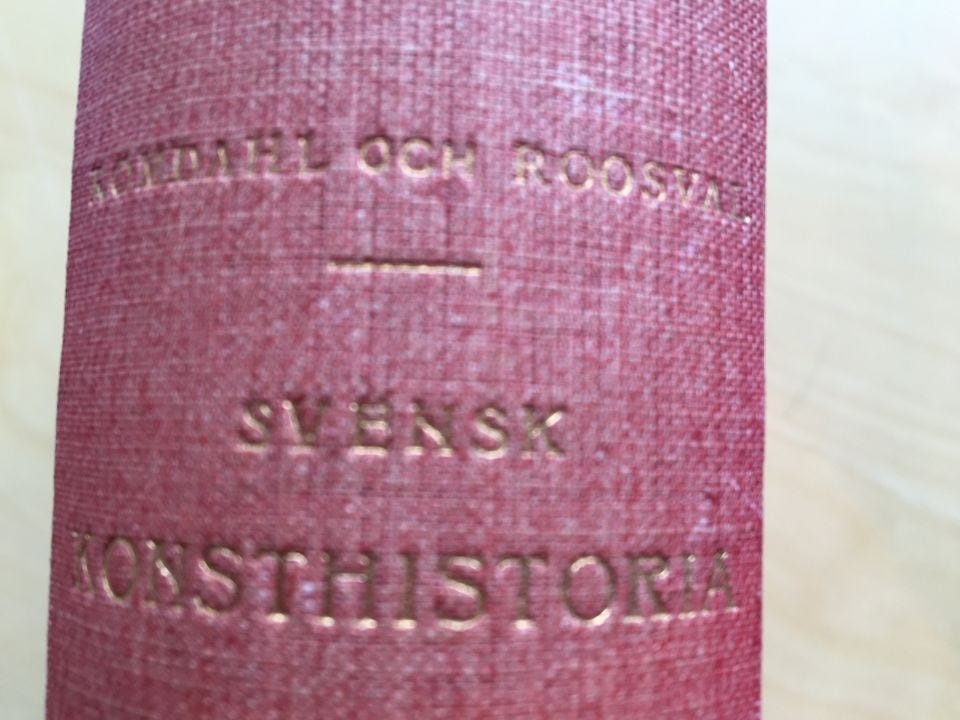 ROMDAHL OCH ROOSVAL
SVENSK
KONSTHISTORIA